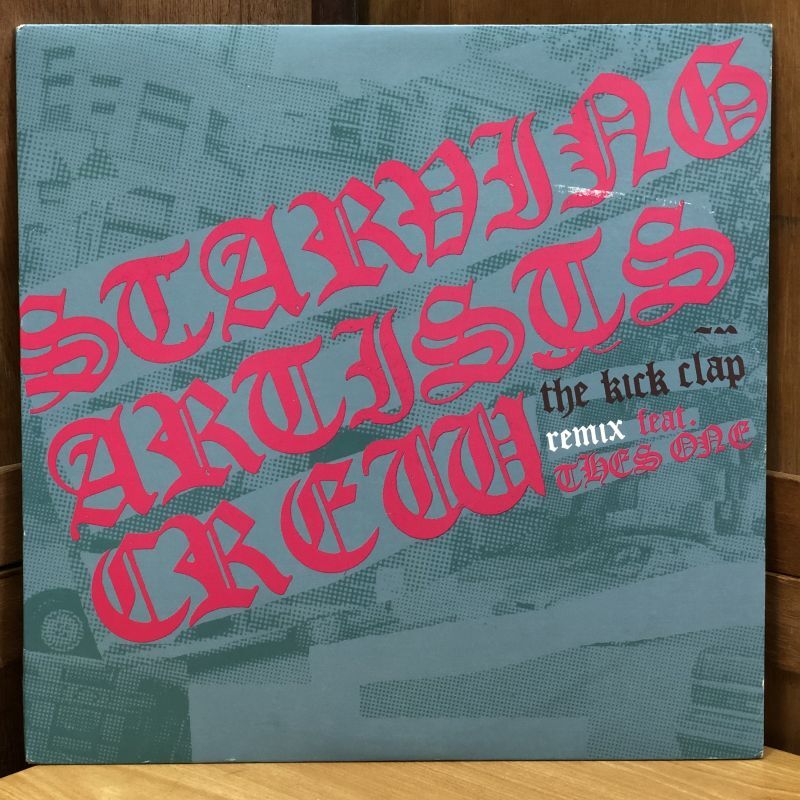 STARVING
ARTISTS
CREW
the kick clap
remix feat.
THES ONE